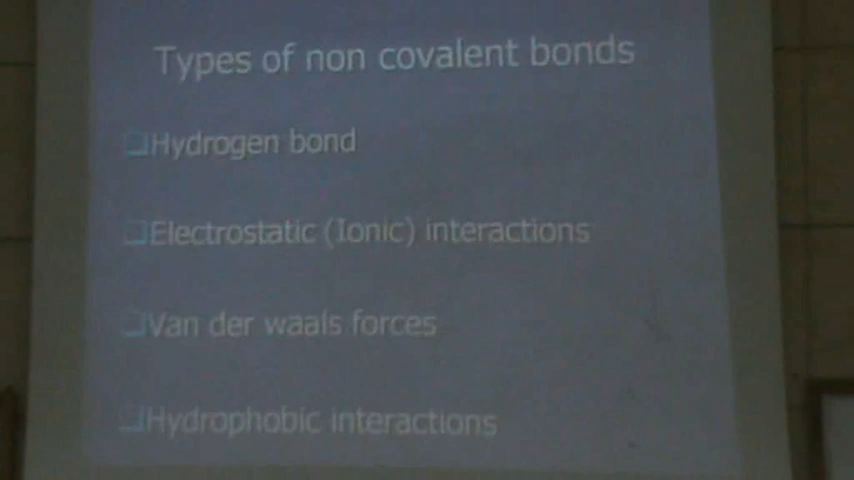 Types of non covalent bonds
Hydrogen bond
Electrostatic (Ionic) interactions
Van der waals forces
Hydrophobic interactions